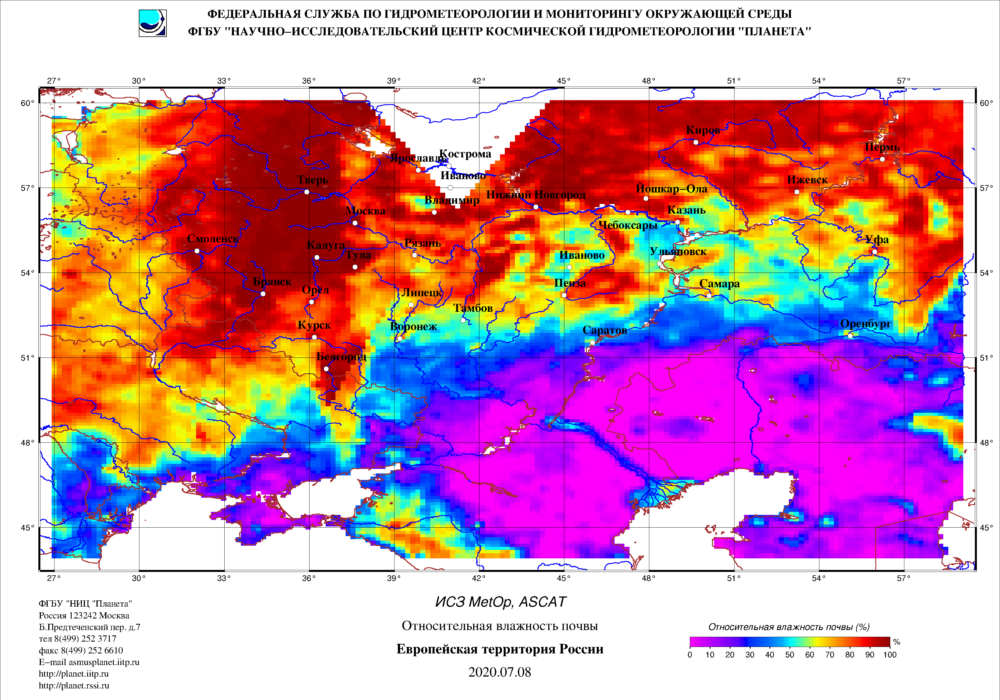 ФЕДЕРАЛЬНАЯ СЛУЖБА ПО ГИДРОМЕТЕОРОЛОГИИ И МОНИТОРИНГУ ОКРУЖАЮЩЕЙ СРЕДЫ
ФГБУ "НАУЧНО–ИССЛЕДОВАТЕЛЬСКИЙ ЦЕНТР КОСМИЧЕСКОЙ ГИДРОМЕТЕОРОЛОГИИ "ПЛАНЕТА"
27° 30° 33° 36° 39° 42° 45° 48° 51° 54° 57°
60° 60°
Киров
Пермь
Кострома
Ярославль
Иваново
Тверь
Ижевск
57° 57°
Йошкар–Ола
Нижний Новгород
Владимир
Москва
Казань
Чебоксары
Смоленск
Уфа
Рязань
Калуга
Ульяновск
Тула
Иваново
54° 54°
Брянск
Пенза
Самара
Орёл
Липецк
Тамбов
Оренбург
Курск
Воронеж
Саратов
51° 51°
Белгород
48° 48°
45° 45°
27° 30° 33° 36° 39° 42° 45° 48° 51° 54° 57°
ИСЗ MetOp, ASCAT
Относительная влажность почвы
Европейская территория России
2020.07.08
ФГБУ "НИЦ "Планета"
Россия 123242 Москва
Б.Предтеченский пер. д.7
тел 8(499) 252 3717
факс 8(499) 252 6610
E–mail asmusplanet.iitp.ru
http://planet.iitp.ru
http://planet.rssi.ru
Относительная влажность почвы (%)
%
0 10 20 30 40 50 60 70 80 90 100